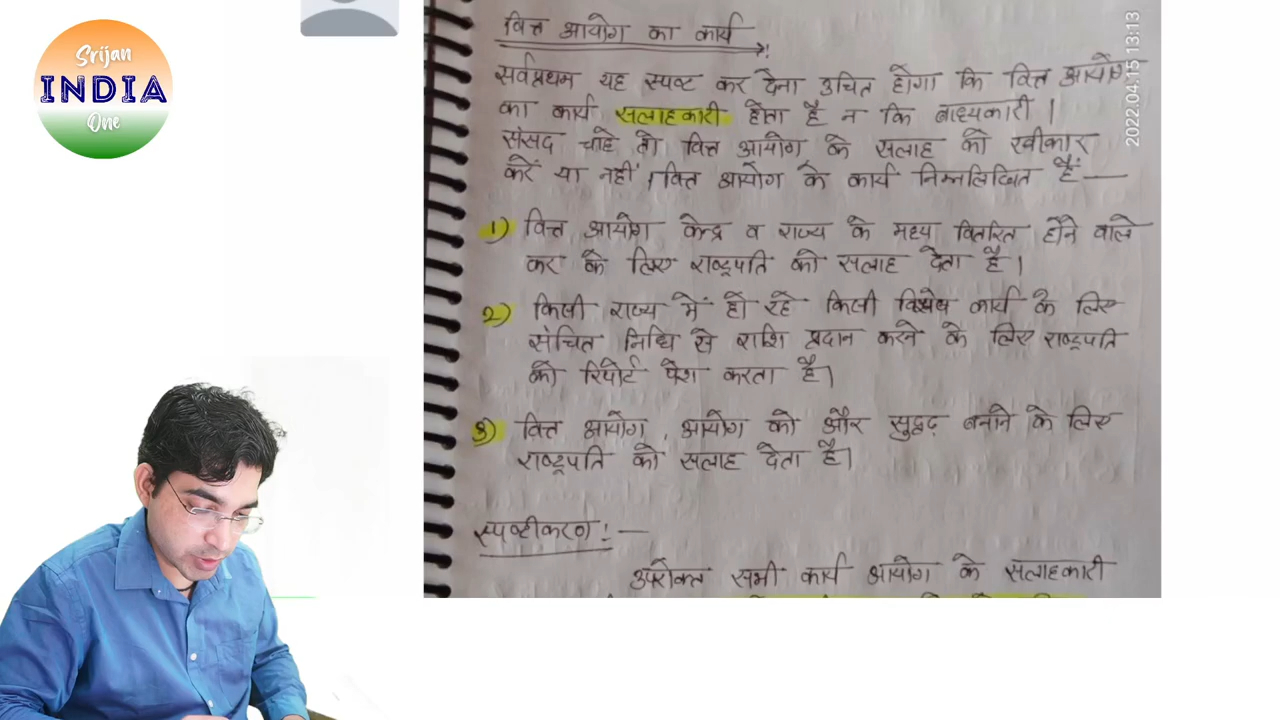 Srijan
INDIA
One
वित्त आयोग का कार्य
2022.04.15 13:13
सर्वप्रथम यह स्पष्ट कर देना उचित होगा कि वित्त आयोग
का कार्य सलाहकारी होता है न कि बाध्यकारी ।
संसद चाहे तो वित्त आयोग के सलाह को स्वीकार
करें या नहीं । वित्त आयोग के कार्य निम्नलिखित हैं:—
1) वित्त आयोग केन्द्र व राज्य के मध्य वितरित होने वाले
कर के लिए राष्ट्रपति को सलाह देता है ।
2) किसी राज्य में हो रहे किसी विशेष कार्य के लिए
संचित निधि से राशि प्रदान करने के लिए राष्ट्रपति
को रिपोर्ट पेश करता है।
3) वित्त आयोग, आयोग को और सुदृढ़ बनाने के लिए
राष्ट्रपति को सलाह देता है।
स्पष्टीकरण:—
उपरोक्त सभी कार्य आयोग के सलाहकारी